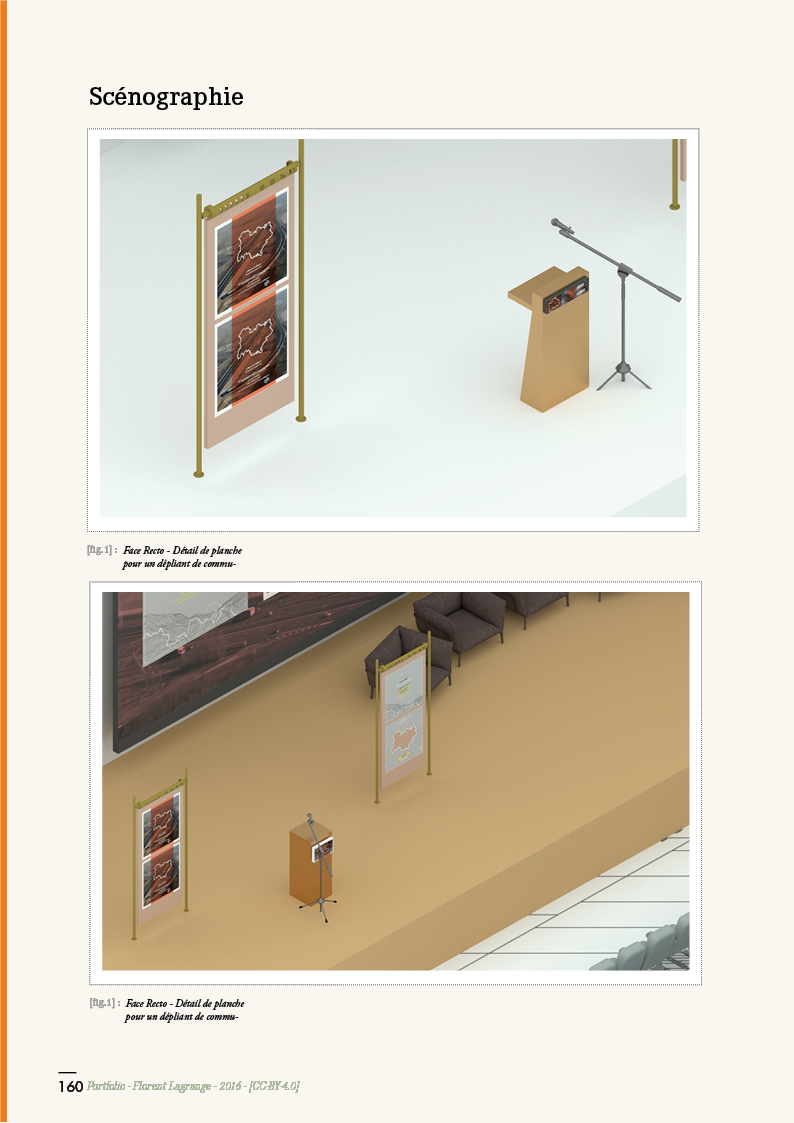 Scénographie
[fig.1] : Face Recto - Détail de planche
pour un dépliant de commu-
[fig.1] : Face Recto - Détail de planche
pour un dépliant de commu-
160 Portfolio - Florent Lagrange - 2016 - [CC-BY-4.0]